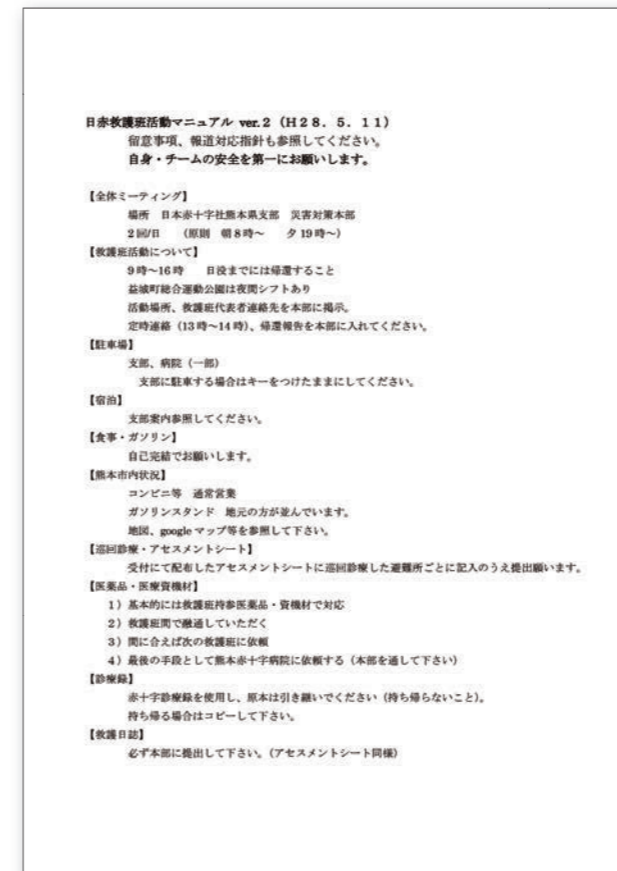 日赤救護班活動マニュアル ver.2（H28．5．11）
留意事項、報道対応指針も参照してください。
自身・チームの安全を第一にお願いします。
【全体ミーティング】
場所　日本赤十字社熊本県支部　災害対策本部
2回/日　（原則　朝8時～　夕19時～）
【救護班活動について】
9時～16時　日没までには帰還すること
益城町総合運動公園は夜間シフトあり
活動場所、救護班代表者連絡先を本部に掲示。
定時連絡（13時～14時）、帰還報告を本部に入れてください。
【駐車場】
支部、病院（一部）
支部に駐車する場合はキーをつけたままにしてください。
【宿泊】
支部案内参照してください。
【食事・ガソリン】
自己完結でお願いします。
【熊本市内状況】
コンビニ等　通常営業
ガソリンスタンド　地元の方が並んでいます。
地図、google マップ等を参照して下さい。
【巡回診療・アセスメントシート】
受付にて配布したアセスメントシートに巡回診療した避難所ごとに記入のうえ提出願います。
【医薬品・医療資機材】
1）基本的には救護班持参医薬品・資機材で対応
2）救護班間で融通していただく
3）間に合えば次の救護班に依頼
4）最後の手段として熊本赤十字病院に依頼する（本部を通して下さい）
【診療録】
赤十字診療録を使用し、原本は引き継いでください（持ち帰らないこと）。
持ち帰る場合はコピーして下さい。
【救護日誌】
必ず本部に提出して下さい。（アセスメントシート同様）